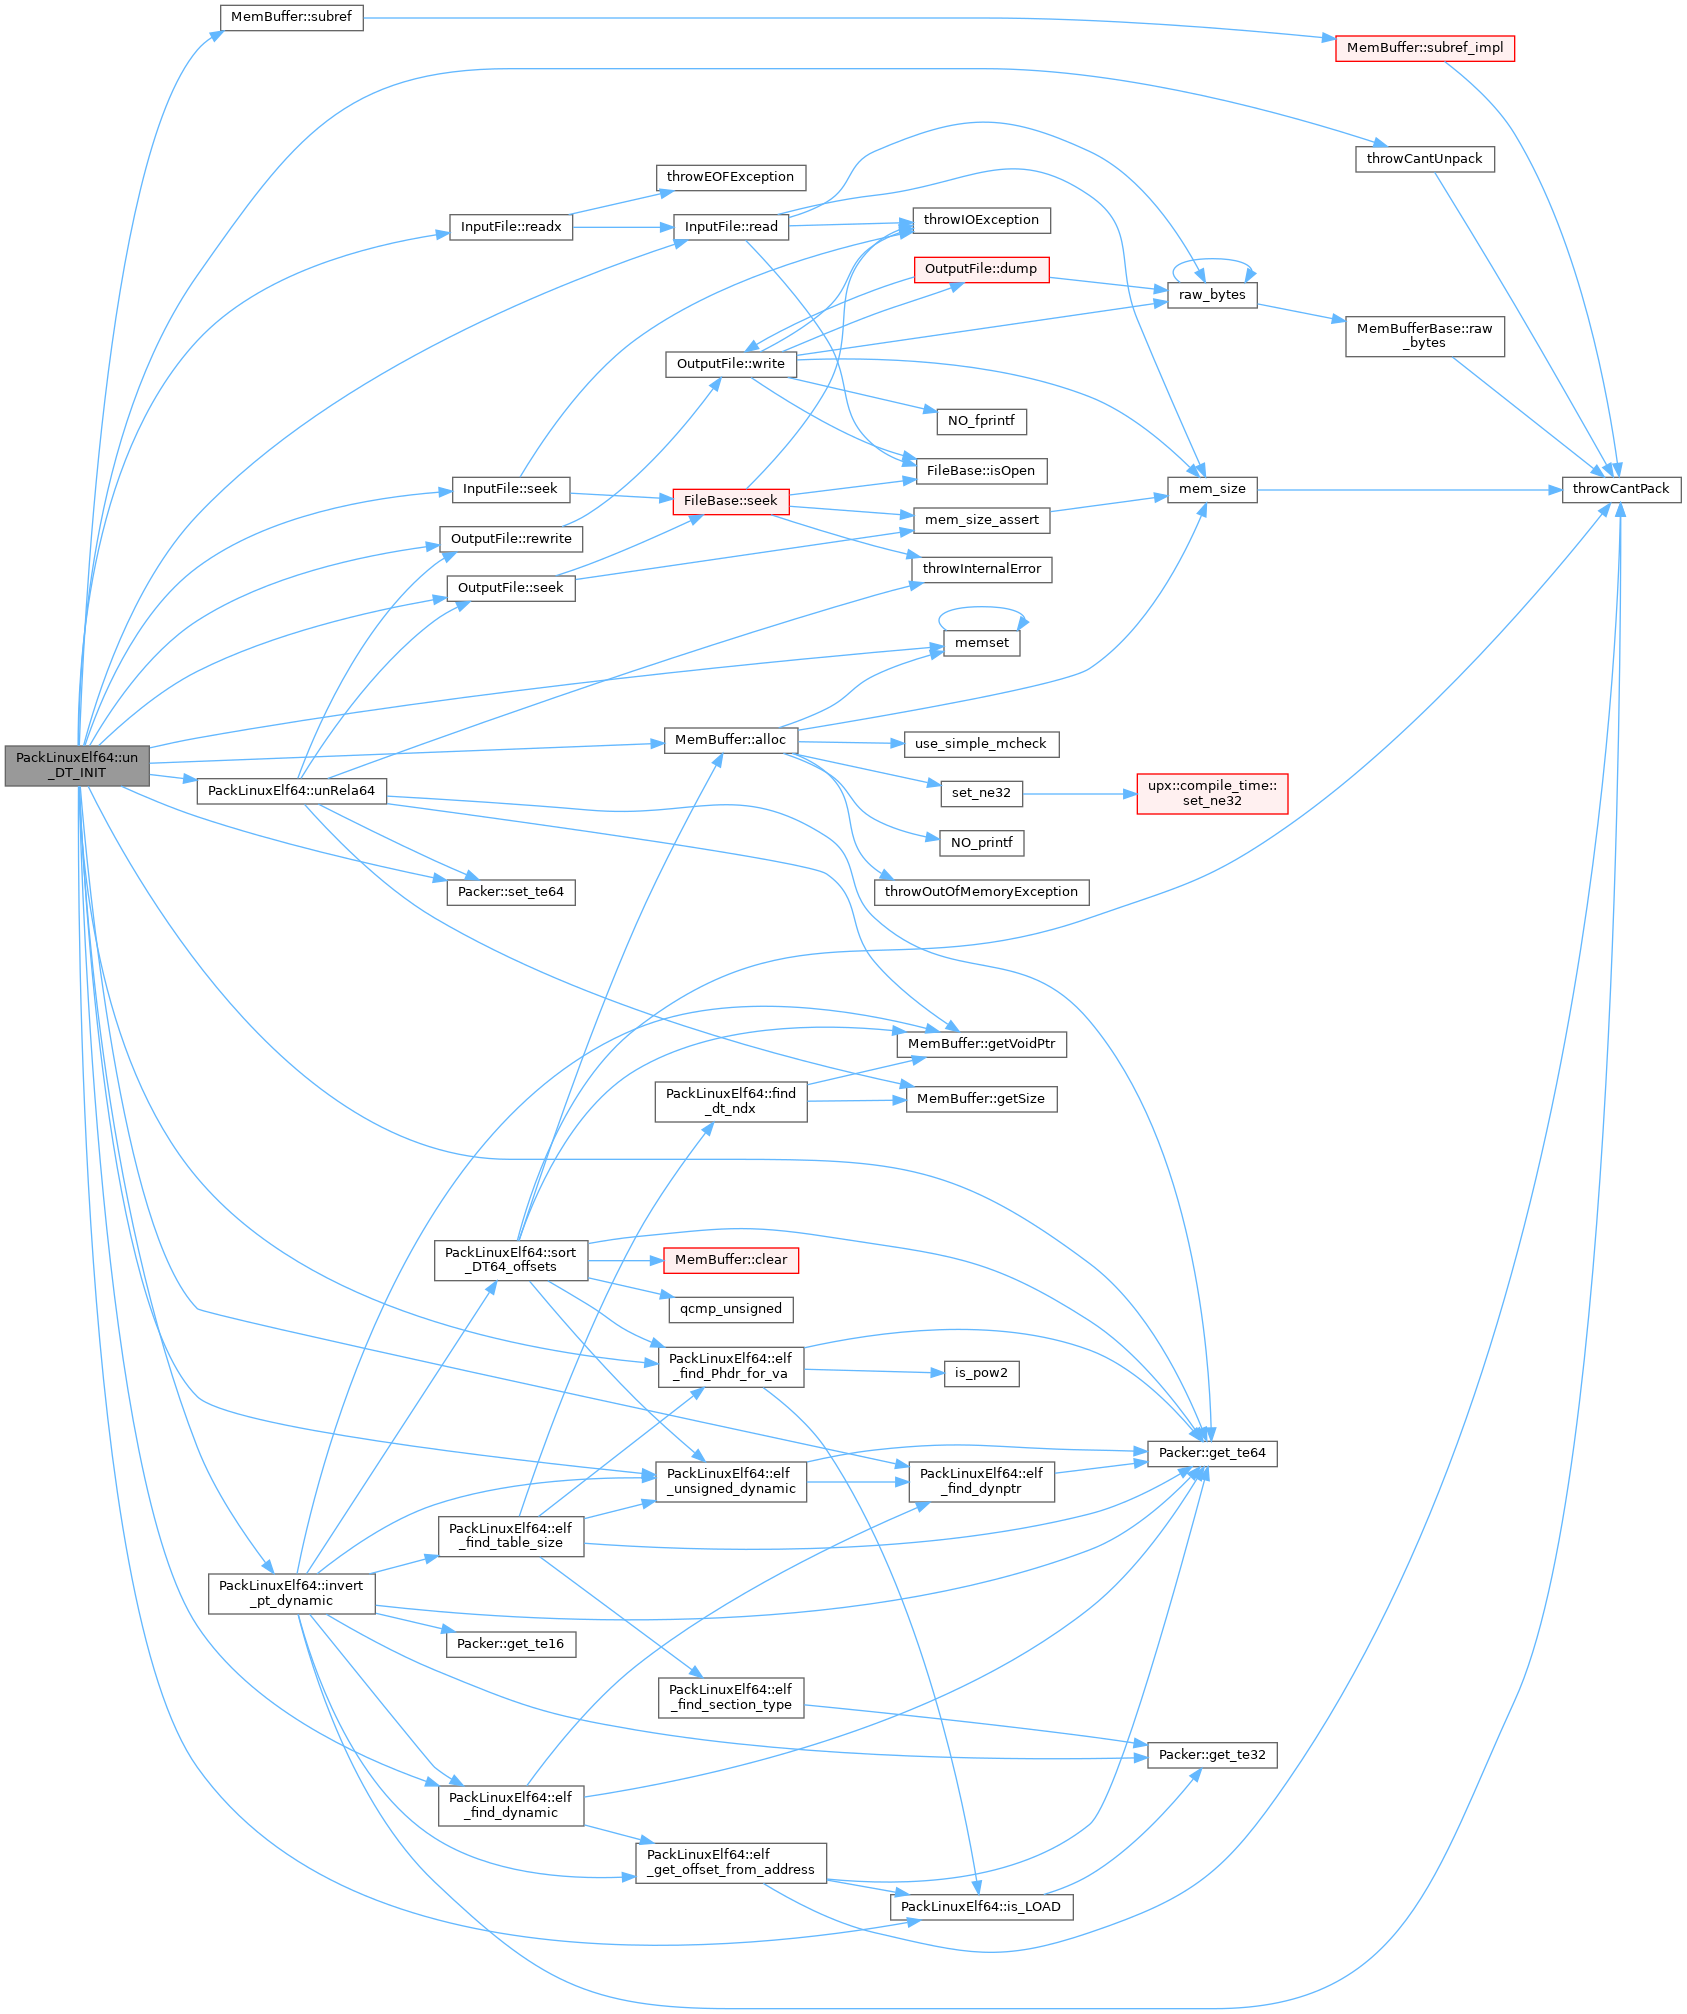 MemBuffer::subref
MemBuffer::subref_impl
throwCantUnpack
throwEOFException
InputFile::readx
InputFile::read
throwIOException
OutputFile::dump
raw_bytes
MemBufferBase::raw
_bytes
OutputFile::write
NO_fprintf
FileBase::isOpen
InputFile::seek
FileBase::seek
mem_size
throwCantPack
mem_size_assert
OutputFile::rewrite
throwInternalError
OutputFile::seek
memset
MemBuffer::alloc
use_simple_mcheck
PackLinuxElf64::un
_DT_INIT
PackLinuxElf64::unRela64
set_ne32
upx::compile_time::
set_ne32
NO_printf
Packer::set_te64
throwOutOfMemoryException
MemBuffer::getVoidPtr
PackLinuxElf64::find
_dt_ndx
MemBuffer::getSize
PackLinuxElf64::sort
_DT64_offsets
MemBuffer::clear
qcmp_unsigned
PackLinuxElf64::elf
_find_Phdr_for_va
is_pow2
Packer::get_te64
PackLinuxElf64::elf
_unsigned_dynamic
PackLinuxElf64::elf
_find_dynptr
PackLinuxElf64::elf
_find_table_size
PackLinuxElf64::invert
_pt_dynamic
Packer::get_te16
PackLinuxElf64::elf
_find_section_type
Packer::get_te32
PackLinuxElf64::elf
_find_dynamic
PackLinuxElf64::elf
_get_offset_from_address
PackLinuxElf64::is_LOAD